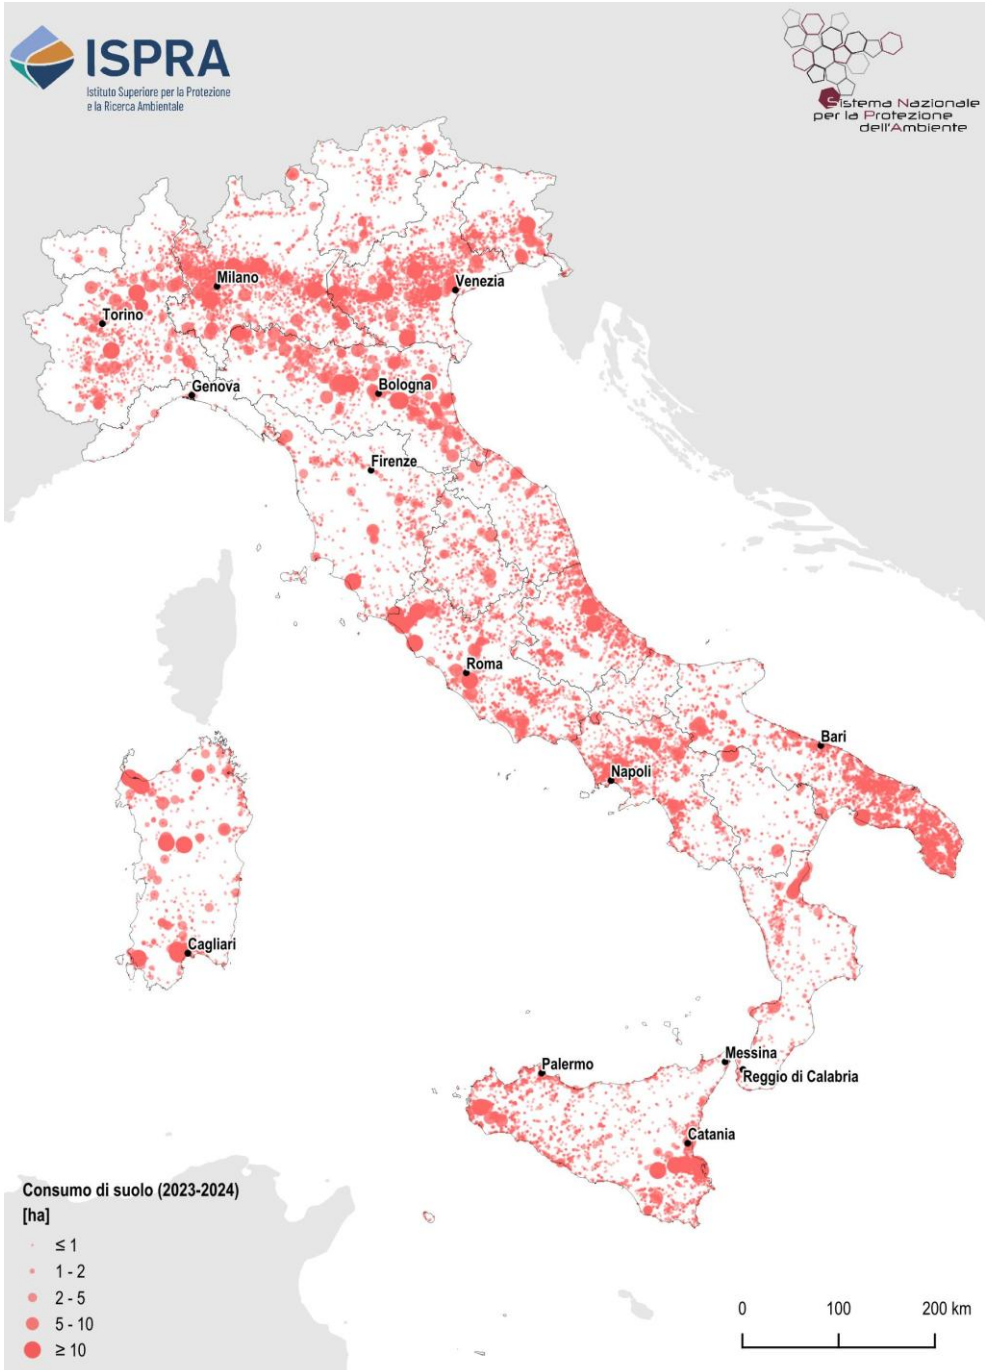 ISPRA
Istituto Superiore per la Protezione
e la Ricerca Ambientale
Sistema Nazionale
per la Protezione
dell'Ambiente
Milano
Venezia
Torino
Genova
Bologna
Firenze
Roma
Bari
Napoli
Cagliari
Messina
Palermo
Reggio di Calabria
Catania
Consumo di suolo (2023-2024)
[ha]
≤ 1
1 - 2
2 - 5
5 - 10
≥ 10
0 100 200 km